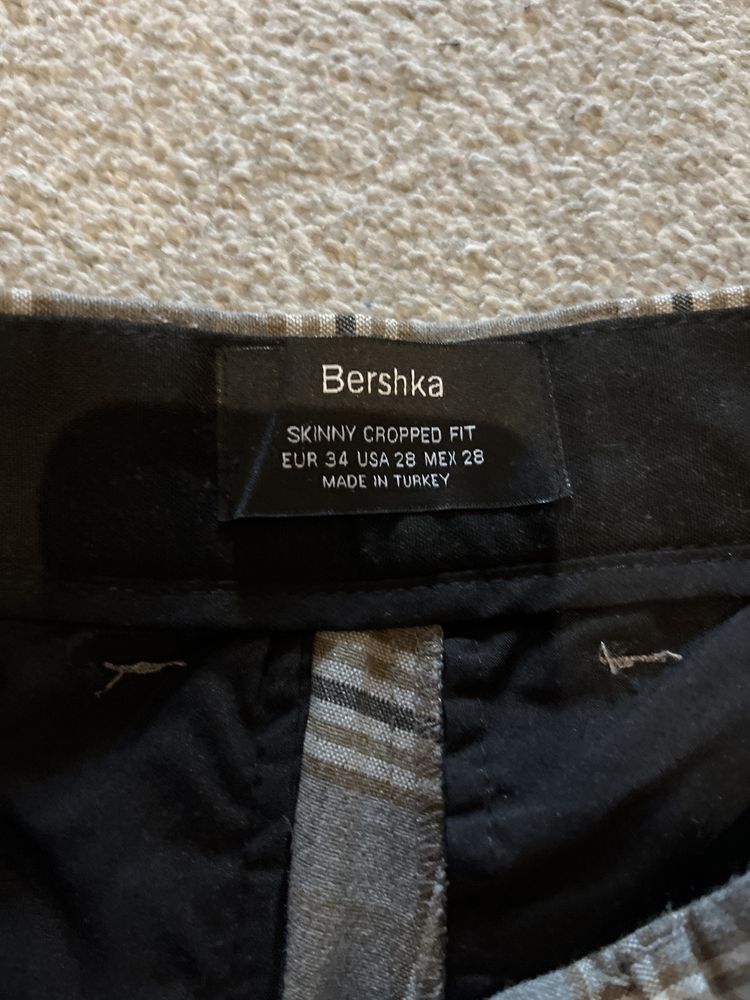 Bershka
SKINNY CROPPED FIT
EUR 34 USA 28 MEX 28
MADE IN TURKEY